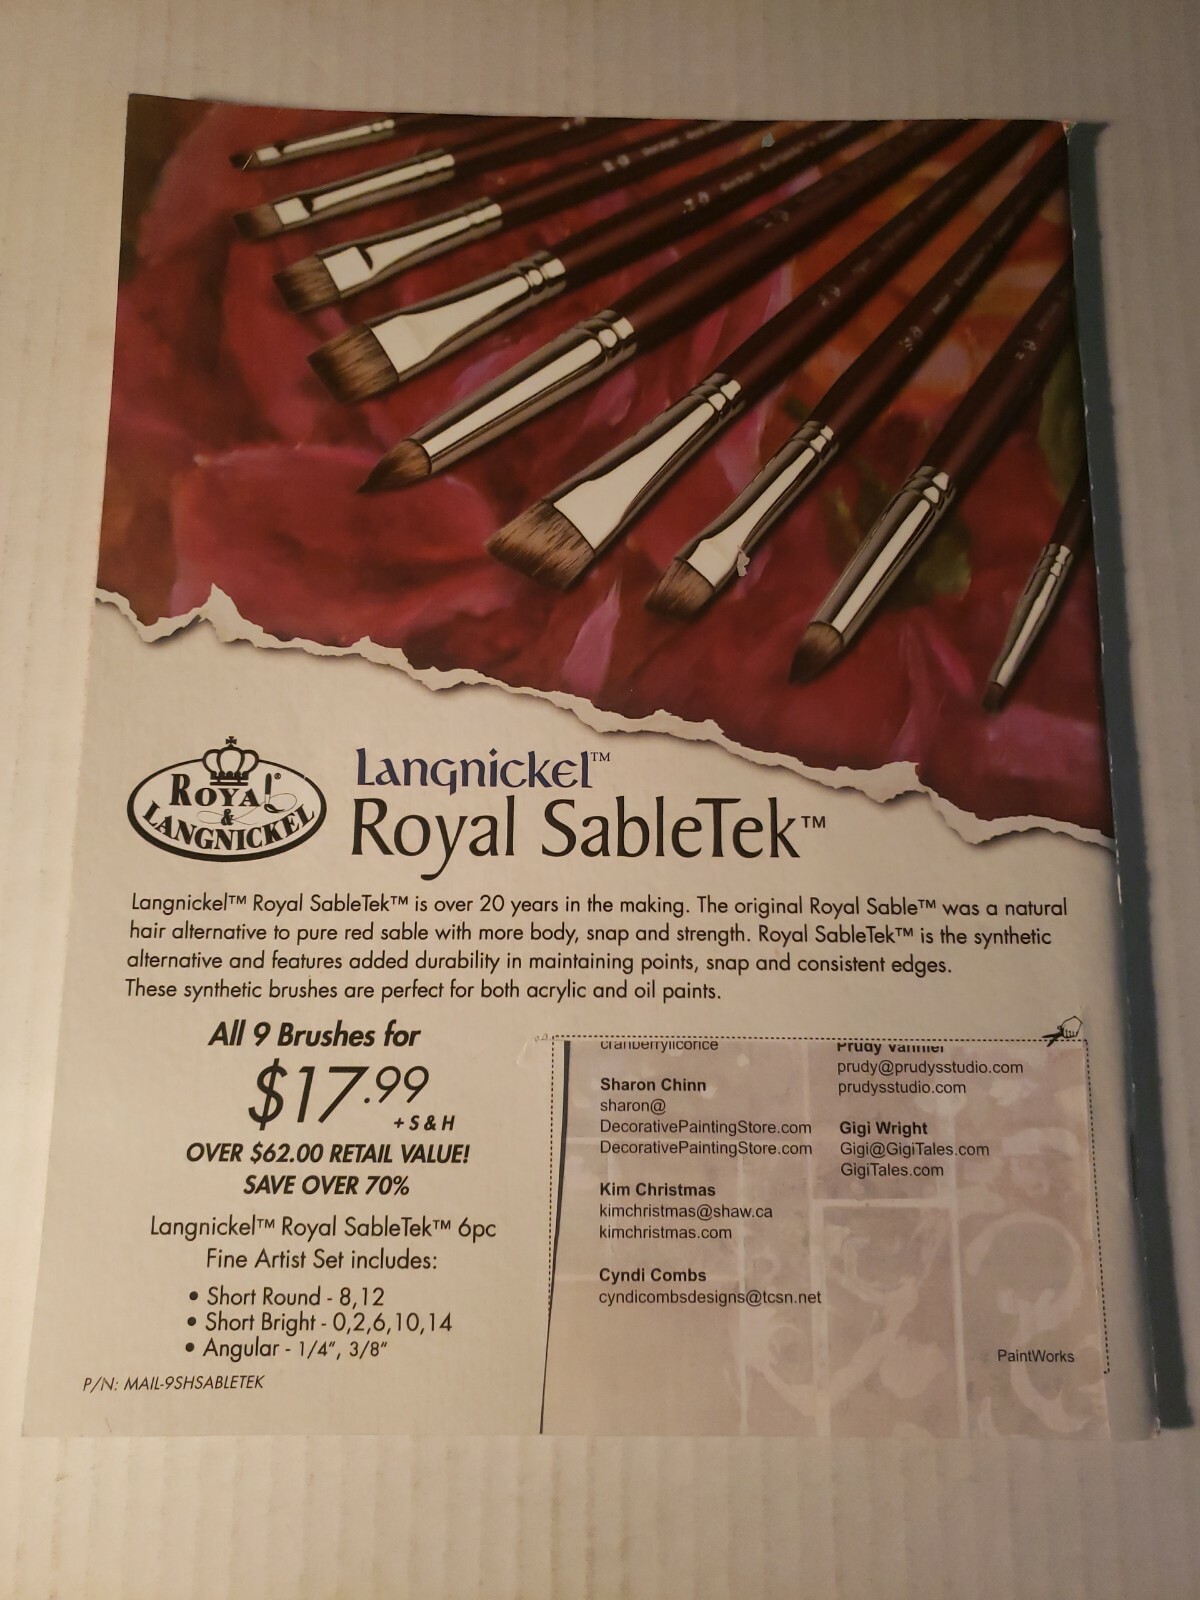 ROYAL
&
LANGNICKEL
®
Langnickel™
Royal SableTek™
Langnickel™ Royal SableTek™ is over 20 years in the making. The original Royal Sable™ was a natural
hair alternative to pure red sable with more body, snap and strength. Royal SableTek™ is the synthetic
alternative and features added durability in maintaining points, snap and consistent edges.
These synthetic brushes are perfect for both acrylic and oil paints.
All 9 Brushes for
$17.99
+ S & H
OVER $62.00 RETAIL VALUE!
SAVE OVER 70%
Langnickel™ Royal SableTek™ 6pc
Fine Artist Set includes:
• Short Round - 8,12
• Short Bright - 0,2,6,10,14
• Angular - 1/4”, 3/8”
P/N: MAIL-9SHSABLETEK
cranberrylicorice
Sharon Chinn
sharon@
DecorativePaintingStore.com
DecorativePaintingStore.com
Kim Christmas
kimchristmas@shaw.ca
kimchristmas.com
Cyndi Combs
cyndicombsdesigns@tcsn.net
Prudy Vannier
prudy@prudysstudio.com
prudysstudio.com
Gigi Wright
Gigi@GigiTales.com
GigiTales.com
PaintWorks